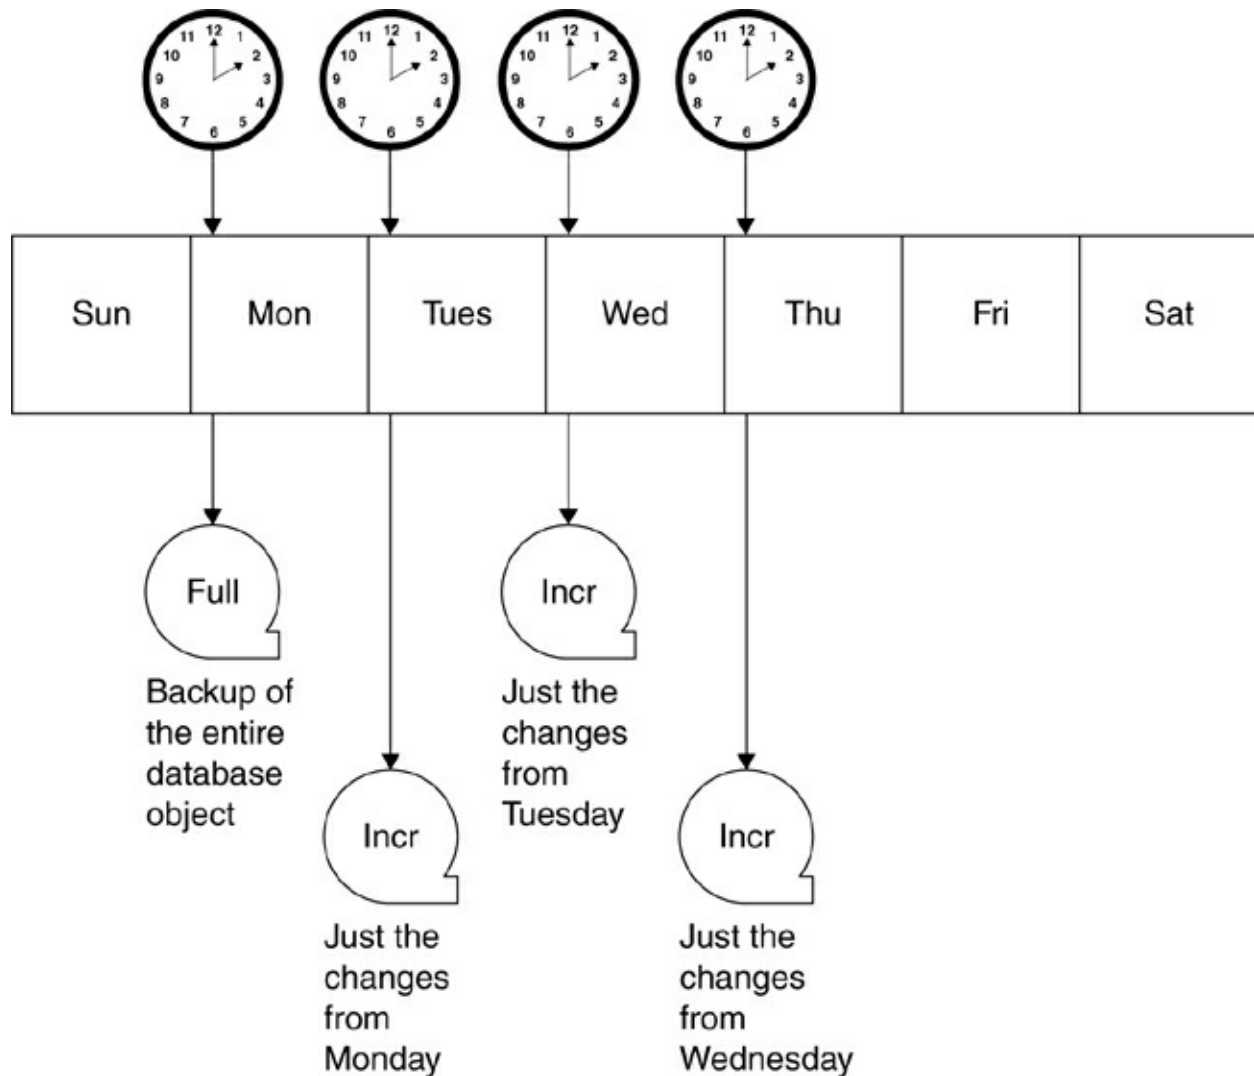 12
11 1
10 2
9 3
8 4
7 5
6
12
11 1
10 2
9 3
8 4
7 5
6
12
11 1
10 2
9 3
8 4
7 5
6
12
11 1
10 2
9 3
8 4
7 5
6
Sun Mon Tues Wed Thu Fri Sat
Full
Backup of
the entire
database
object
Incr
Just the
changes
from
Monday
Incr
Just the
changes
from
Tuesday
Incr
Just the
changes
from
Wednesday